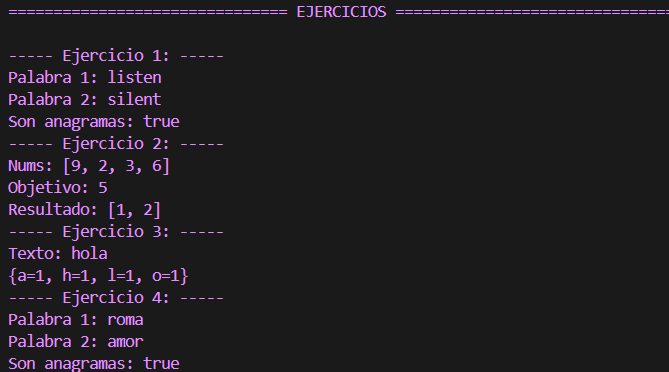 =============================== EJERCICIOS ===============================
----- Ejercicio 1: -----
Palabra 1: listen
Palabra 2: silent
Son anagramas: true
----- Ejercicio 2: -----
Nums: [9, 2, 3, 6]
Objetivo: 5
Resultado: [1, 2]
----- Ejercicio 3: -----
Texto: hola
{a=1, h=1, l=1, o=1}
----- Ejercicio 4: -----
Palabra 1: roma
Palabra 2: amor
Son anagramas: true